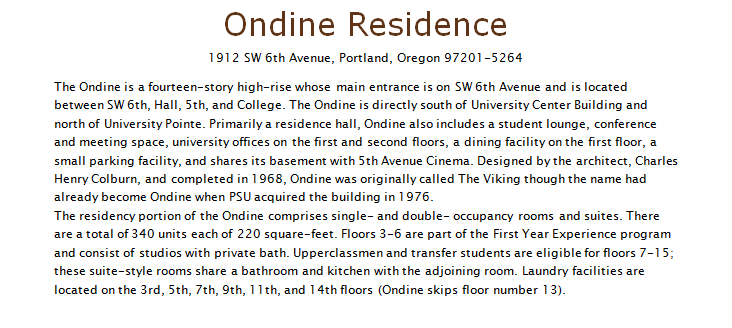 Ondine Residence
1912 SW 6th Avenue, Portland, Oregon 97201-5264
The Ondine is a fourteen-story high-rise whose main entrance is on SW 6th Avenue and is located
between SW 6th, Hall, 5th, and College. The Ondine is directly south of University Center Building and
north of University Pointe. Primarily a residence hall, Ondine also includes a student lounge, conference
and meeting space, university offices on the first and second floors, a dining facility on the first floor, a
small parking facility, and shares its basement with 5th Avenue Cinema. Designed by the architect, Charles
Henry Colburn, and completed in 1968, Ondine was originally called The Viking though the name had
already become Ondine when PSU acquired the building in 1976.
The residency portion of the Ondine comprises single- and double- occupancy rooms and suites. There
are a total of 340 units each of 220 square-feet. Floors 3-6 are part of the First Year Experience program
and consist of studios with private bath. Upperclassmen and transfer students are eligible for floors 7-15;
these suite-style rooms share a bathroom and kitchen with the adjoining room. Laundry facilities are
located on the 3rd, 5th, 7th, 9th, 11th, and 14th floors (Ondine skips floor number 13).